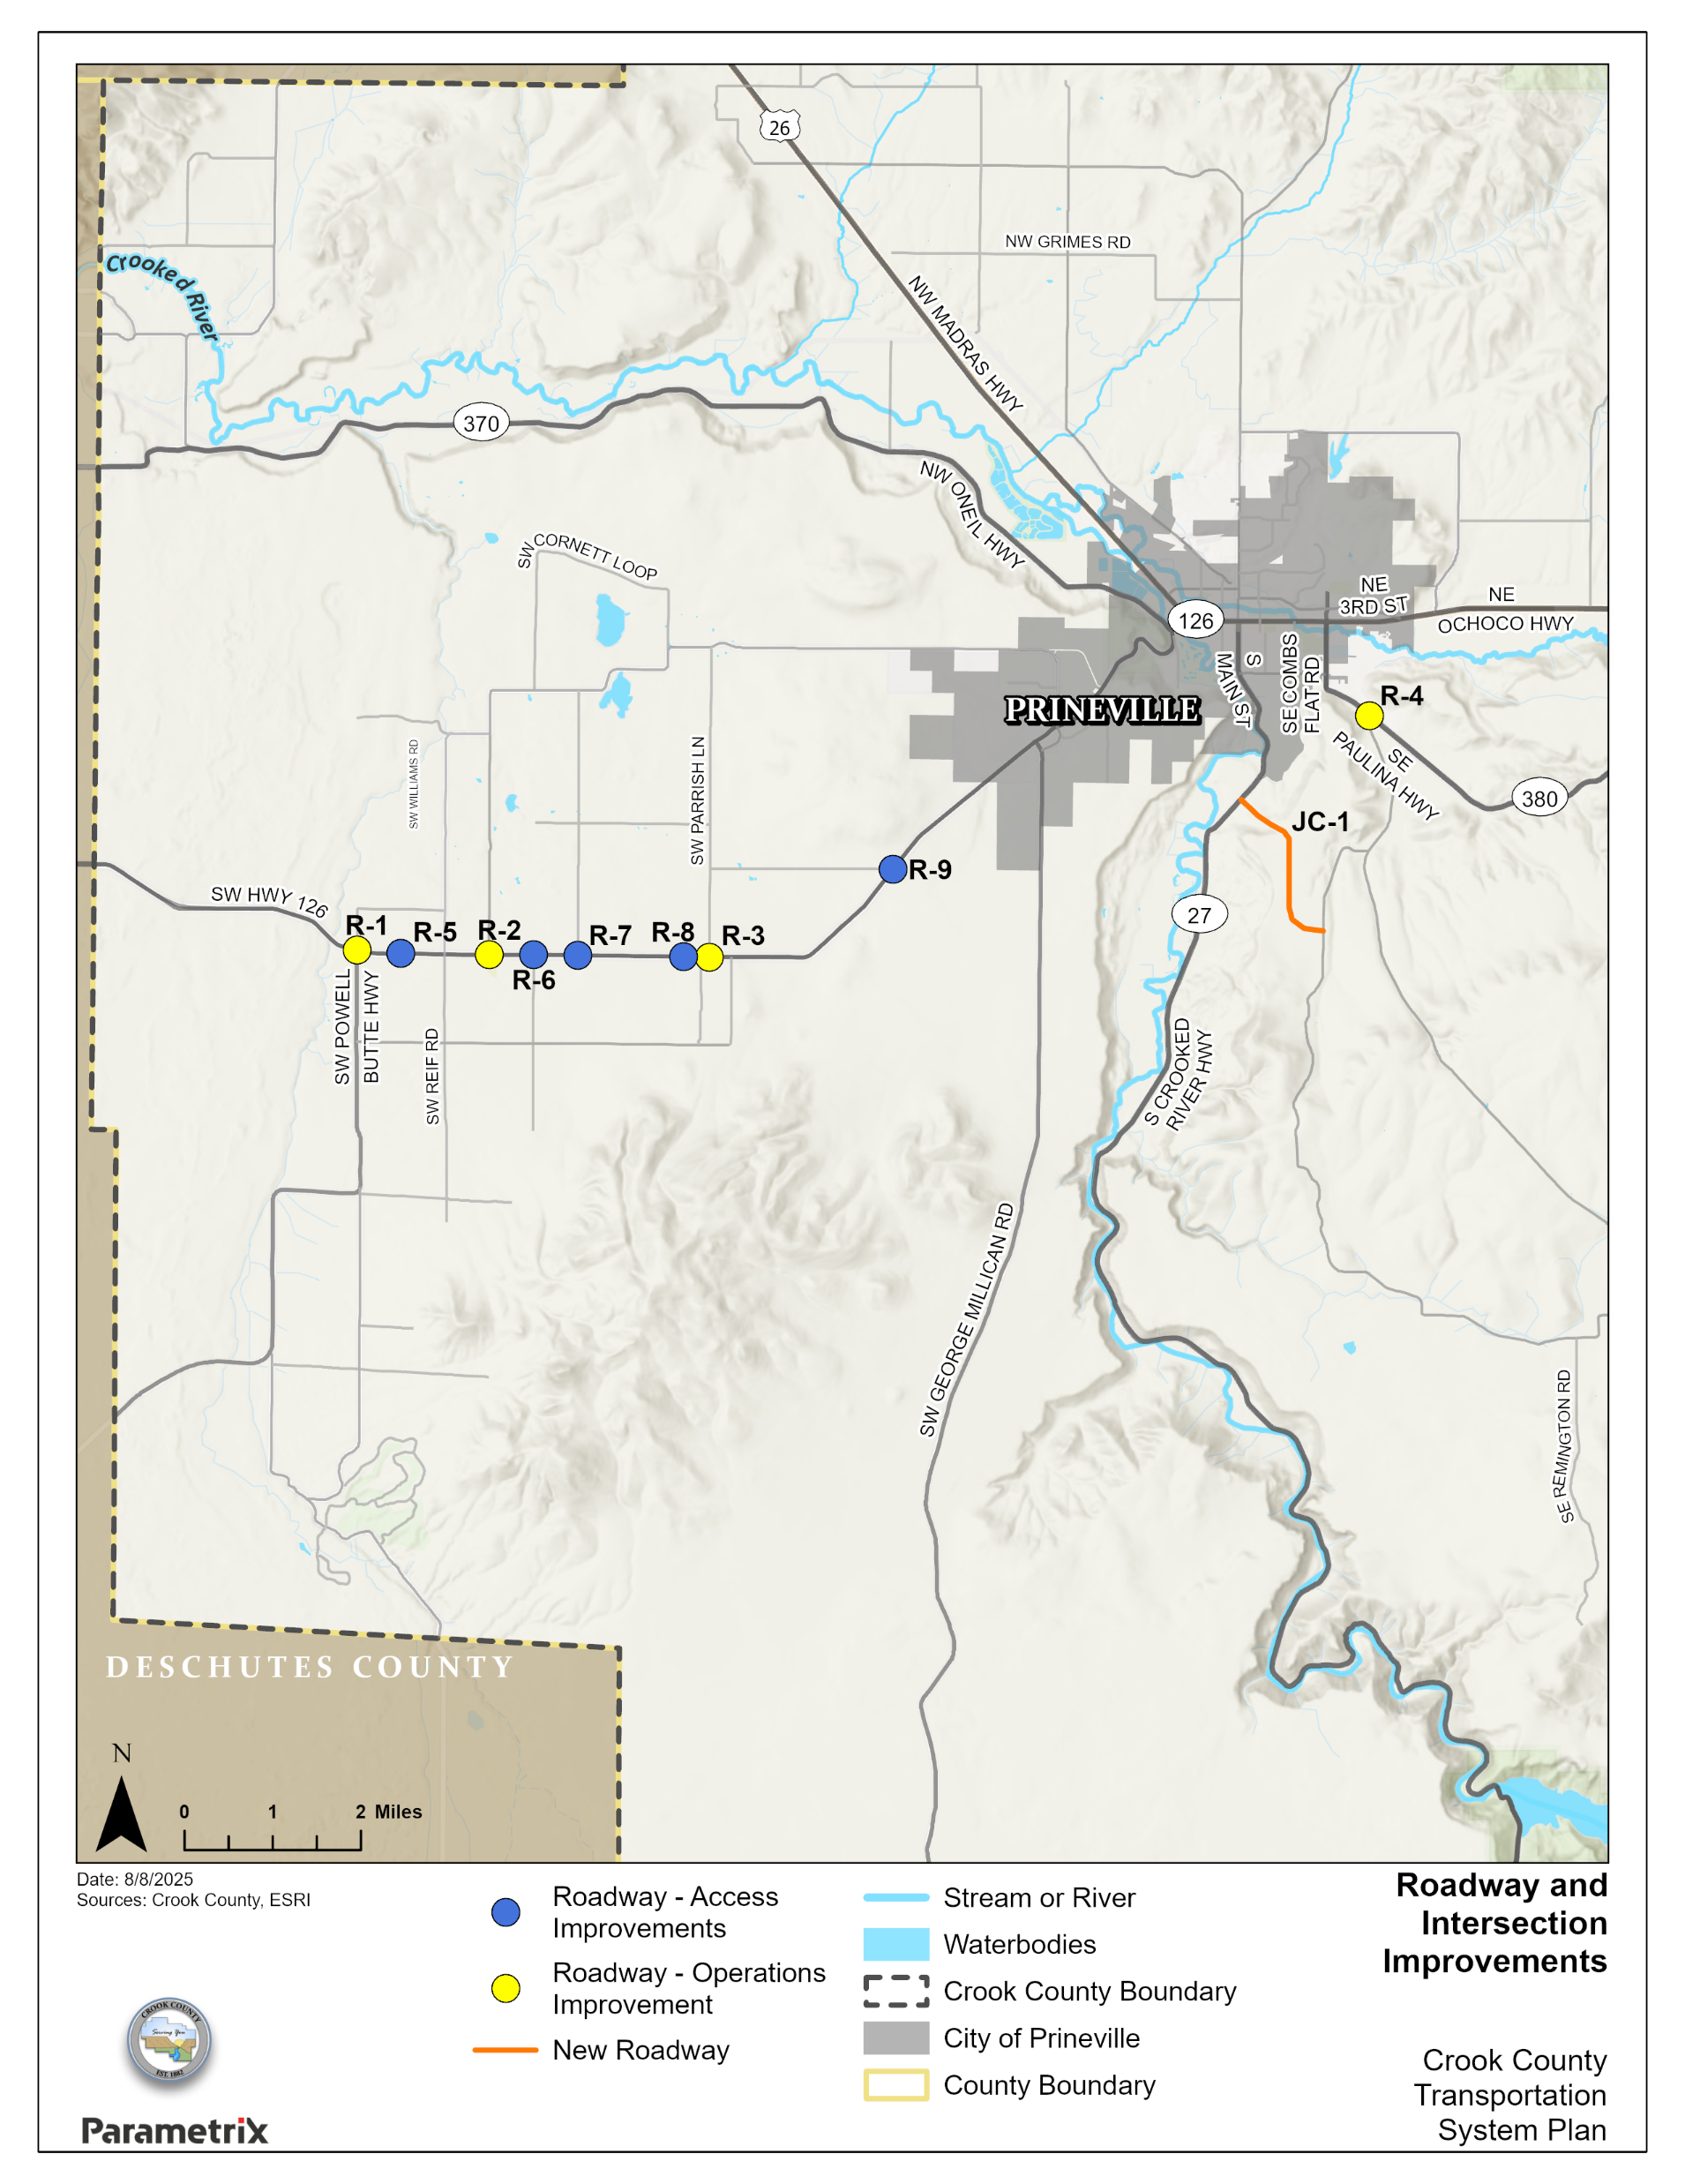 26
NW GRIMES RD
Crooked River
NW MADRAS HWY
370
NW ONEIL HWY
SW CORNETT LOOP
NE
3RD ST
NE
OCHOCO HWY
126
S
MAIN ST
SE COMBS
FLAT RD
R-4
PRINEVILLE
SE
PAULINA HWY
380
SW WILLIAMS RD
SW PARRISH LN
JC-1
R-9
SW HWY 126
27
R-1
R-5
R-2
R-6
R-7
R-8
R-3
SW POWELL
BUTTE HWY
SW REIF RD
S CROOKED
RIVER HWY
SW GEORGE MILLICAN RD
SE REMINGTON RD
DESCHUTES COUNTY
N
0 1 2 Miles
Date: 8/8/2025
Sources: Crook County, ESRI
CROOK COUNTY
Serving You
EST. 1882
Parametrix
Roadway - Access
Improvements
Roadway - Operations
Improvement
New Roadway
Stream or River
Waterbodies
Crook County Boundary
City of Prineville
County Boundary
Roadway and
Intersection
Improvements
Crook County
Transportation
System Plan